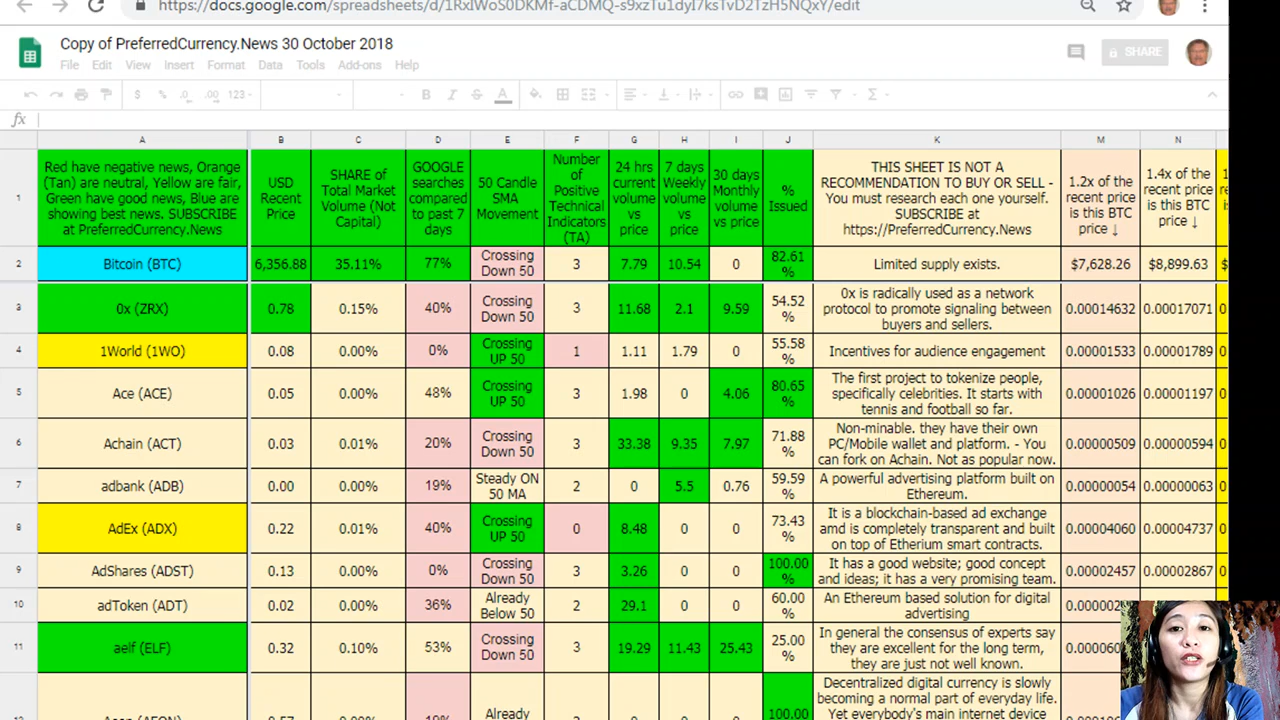 https://docs.google.com/spreadsheets/d/1RxIWoS0DKMf-aCDMQ-s9xzTu1dyI7ksTvD2TzH5NQxY/edit
Copy of PreferredCurrency.News 30 October 2018
File Edit View Insert Format Data Tools Add-ons Help
SHARE
$ % .0 .00 123 B I S A Σ
fx
A B C D E F G H I J K M N
1
Red have negative news, Orange
(Tan) are neutral, Yellow are fair,
Green have good news, Blue are
showing best news. SUBSCRIBE
at PreferredCurrency.News
USD
Recent
Price
SHARE of
Total Market
Volume (Not
Capital)
GOOGLE
searches
compared
to past 7
days
50 Candle
SMA
Movement
Number
of
Positive
Technical
Indicators
(TA)
24 hrs
current
volume
vs
price
7 days
Weekly
volume
vs
price
30 days
Monthly
volume
vs price
%
Issued
THIS SHEET IS NOT A
RECOMMENDATION TO BUY OR SELL -
You must research each one yourself.
SUBSCRIBE at
https://PreferredCurrency.News
1.2x of the
recent price
is this BTC
price ↓
1.4x of the
recent price
is this BTC
price ↓
2 Bitcoin (BTC) 6,356.88 35.11% 77%
Crossing
Down 50
3 7.79 10.54 0
82.61
%
Limited supply exists.
$7,628.26 $8,899.63 $
3 0x (ZRX) 0.78 0.15% 40%
Crossing
Down 50
3 11.68 2.1 9.59
54.52
%
0x is radically used as a network
protocol to promote signaling between
buyers and sellers.
0.00014632 0.00017071 0
4 1World (1WO) 0.08 0.00% 0%
Crossing
UP 50
1 1.11 1.79 0
55.58
%
Incentives for audience engagement
0.00001533 0.00001789 0
5 Ace (ACE) 0.05 0.00% 48%
Crossing
UP 50
3 1.98 0 4.06
80.65
%
The first project to tokenize people,
specifically celebrities. It starts with
tennis and football so far.
0.00001026 0.00001197 0
6 Achain (ACT) 0.03 0.01% 20%
Crossing
Down 50
3 33.38 9.35 7.97
71.88
%
Non-minable. they have their own
PC/Mobile wallet and platform. - You
can fork on Achain. Not as popular now.
0.00000509 0.00000594 0
7 adbank (ADB) 0.00 0.00% 19%
Steady ON
50 MA
2 0 5.5 0.76
59.59
%
A powerful advertising platform built on
Ethereum.
0.00000054 0.00000063 0
8 AdEx (ADX) 0.22 0.01% 40%
Crossing
UP 50
0 8.48 0 0
73.43
%
It is a blockchain-based ad exchange
amd is completely transparent and built
on top of Etherium smart contracts.
0.00004060 0.00004737 0
9 AdShares (ADST) 0.13 0.00% 0%
Crossing
Down 50
3 3.26 0 0
100.00
%
It has a good website; good concept
and ideas; it has a very promising team.
0.00002457 0.00002867 0
10 adToken (ADT) 0.02 0.00% 36%
Already
Below 50
2 29.1 0 0
60.00
%
An Ethereum based solution for digital
advertising
11 aelf (ELF) 0.32 0.10% 53%
Crossing
Down 50
3 19.29 11.43 25.43
25.00
%
In general the consensus of experts say
they are excellent for the long term,
they are just not well known.
Already
100.00
Decentralized digital currency is slowly
becoming a normal part of everyday life.
Yet everybody's main internet device